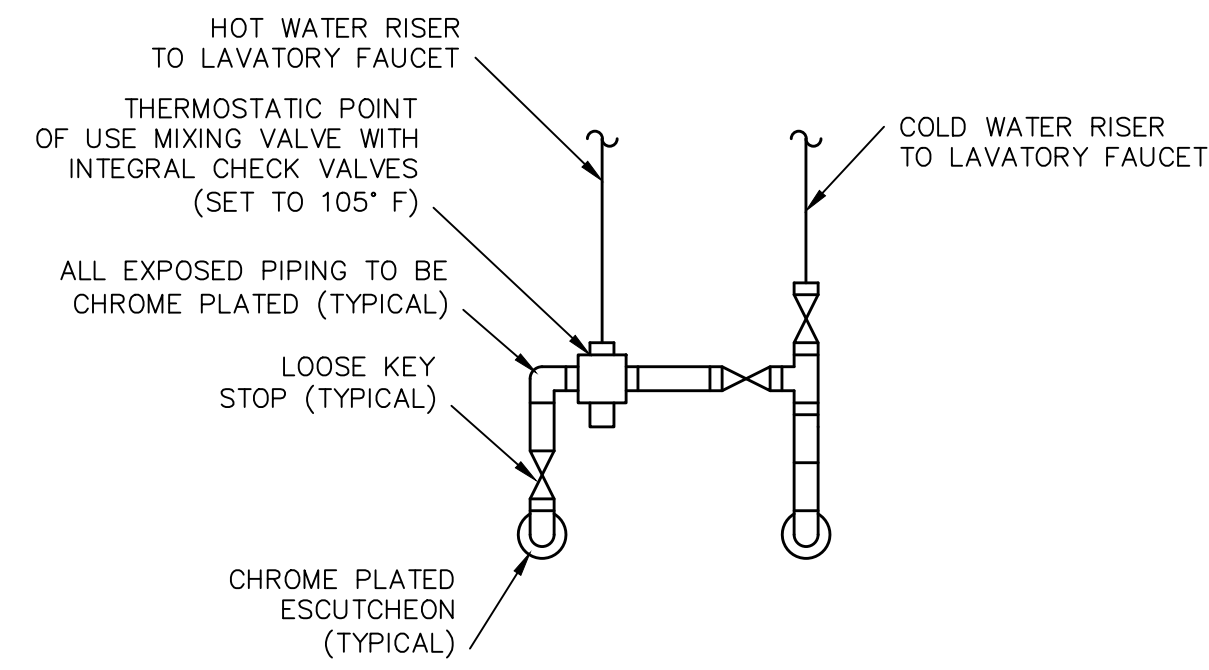 HOT WATER RISER
TO LAVATORY FAUCET
THERMOSTATIC POINT
OF USE MIXING VALVE WITH
INTEGRAL CHECK VALVES
(SET TO 105° F)
COLD WATER RISER
TO LAVATORY FAUCET
ALL EXPOSED PIPING TO BE
CHROME PLATED (TYPICAL)
LOOSE KEY
STOP (TYPICAL)
CHROME PLATED
ESCUTCHEON
(TYPICAL)